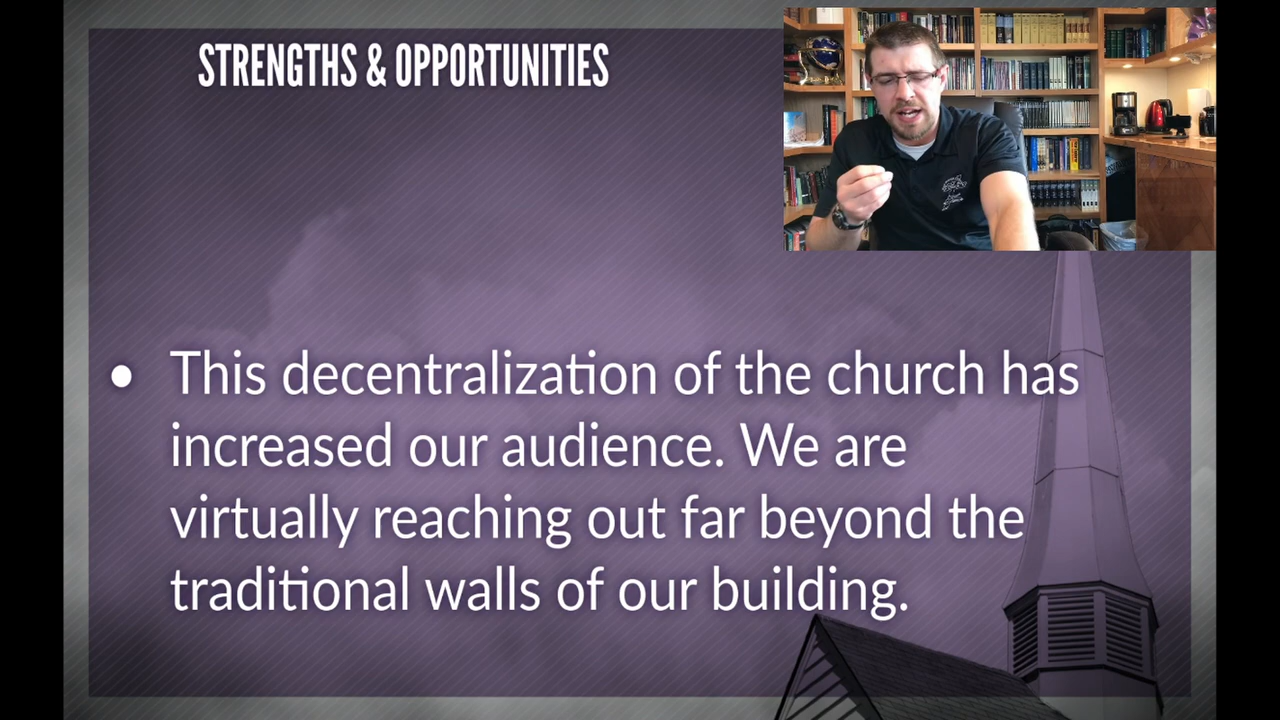 STRENGTHS & OPPORTUNITIES
• This decentralization of the church has
increased our audience. We are
virtually reaching out far beyond the
traditional walls of our building.